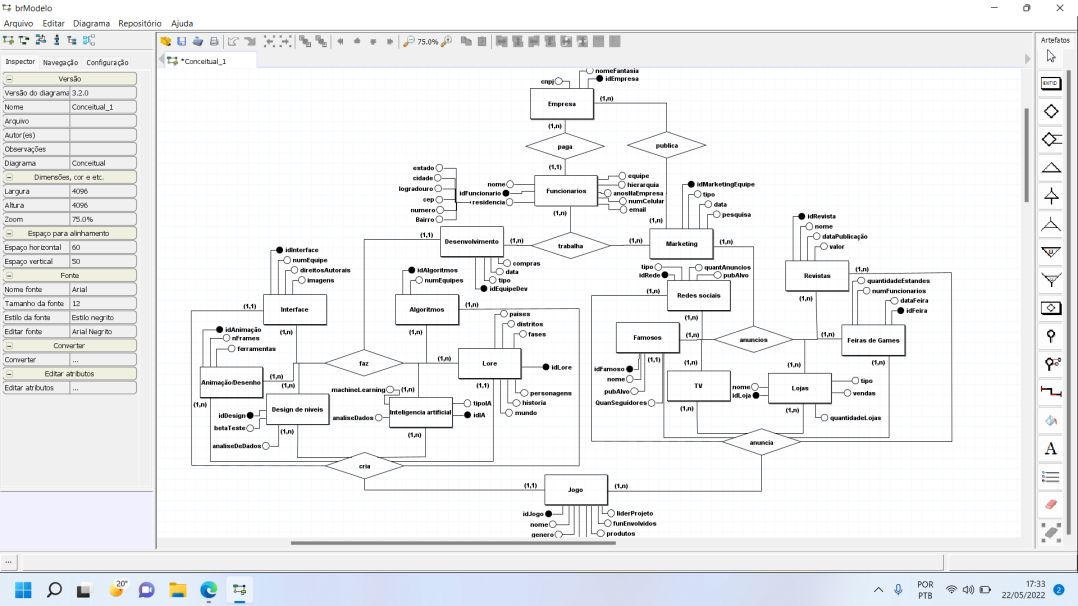 brModelo
Arquivo Editar Diagrama Repositório Ajuda
75.0%
Artefatos
Inspector Navegação Configuração
*Conceitual_1
Versão
Versão do diagrama 3.2.0
Nome Conceitual_1
Arquivo
Autor(es)
Observações
Diagrama Conceitual
Dimensões, cor e etc.
Largura 4096
Altura 4096
Zoom 75.0%
Espaço para alinhamento
Espaço horizontal 60
Espaço vertical 50
Fonte
Nome fonte Arial
Tamanho da fonte 12
Estilo da fonte Estilo negrito
Editar fonte Arial Negrito
Converter
Converter ...
Editar atributos
Editar atributos ...
nomeFantasia
cnpj idEmpresa
Empresa (1,n)
(1,n)
paga publica
(1,1)
estado
cidade
logradouro
cep
numero
Bairro
nome
idFuncionario
residencia
Funcionarios
equipe
hierarquia
anosNaEmpresa
numCelular
email
(1,n)
idMarketingEquipe
tipo
data
pesquisa
(1,n)
(1,1) Desenvolvimento (1,n) trabalha (1,n) Marketing
compras
data
tipo
idEquipeDev
idRevista
nome
dataPublicação
valor
Revistas (1,n)
(1,n)
idInterface
numEquipe
direitosAutorais
imagens
(1,1) Interface
(1,n)
idAlgoritmos
numEquipes
Algoritmos (1,n)
(1,n)
tipo quantAnuncios
idRede pubAlvo
Redes sociais
(1,n)
quantidadeEstandes
numFuncionarios
dataFeira
idFeira
(1,n) Feiras de Games
(1,n)
paises
distritos
fases
idAnimação
nFrames
ferramentas
Animação/Desenho (1,n)
(1,n)
faz (1,n) Lore idLore
(1,1)
personagens
historia
mundo
Famosos (1,n) anuncios
(1,n)
idFamoso
nome
pubAlvo
QuanSeguidores
TV
(1,n)
nome
idLoja
Lojas
tipo
vendas
quantidadeLojas
(1,n)
(1,n)
idDesign
betaTeste
analiseDeDados
Design de niveis
(1,n)
machineLearning (1,n)
analiseDados
Inteligencia artificial
tipoIA
idIA
(1,n)
cria anuncia
(1,1) Jogo (1,n)
idJogo
nome
genero
liderProjeto
funEnvolvidos
produtos
20°
POR
PTB
17:33
22/05/2022
2